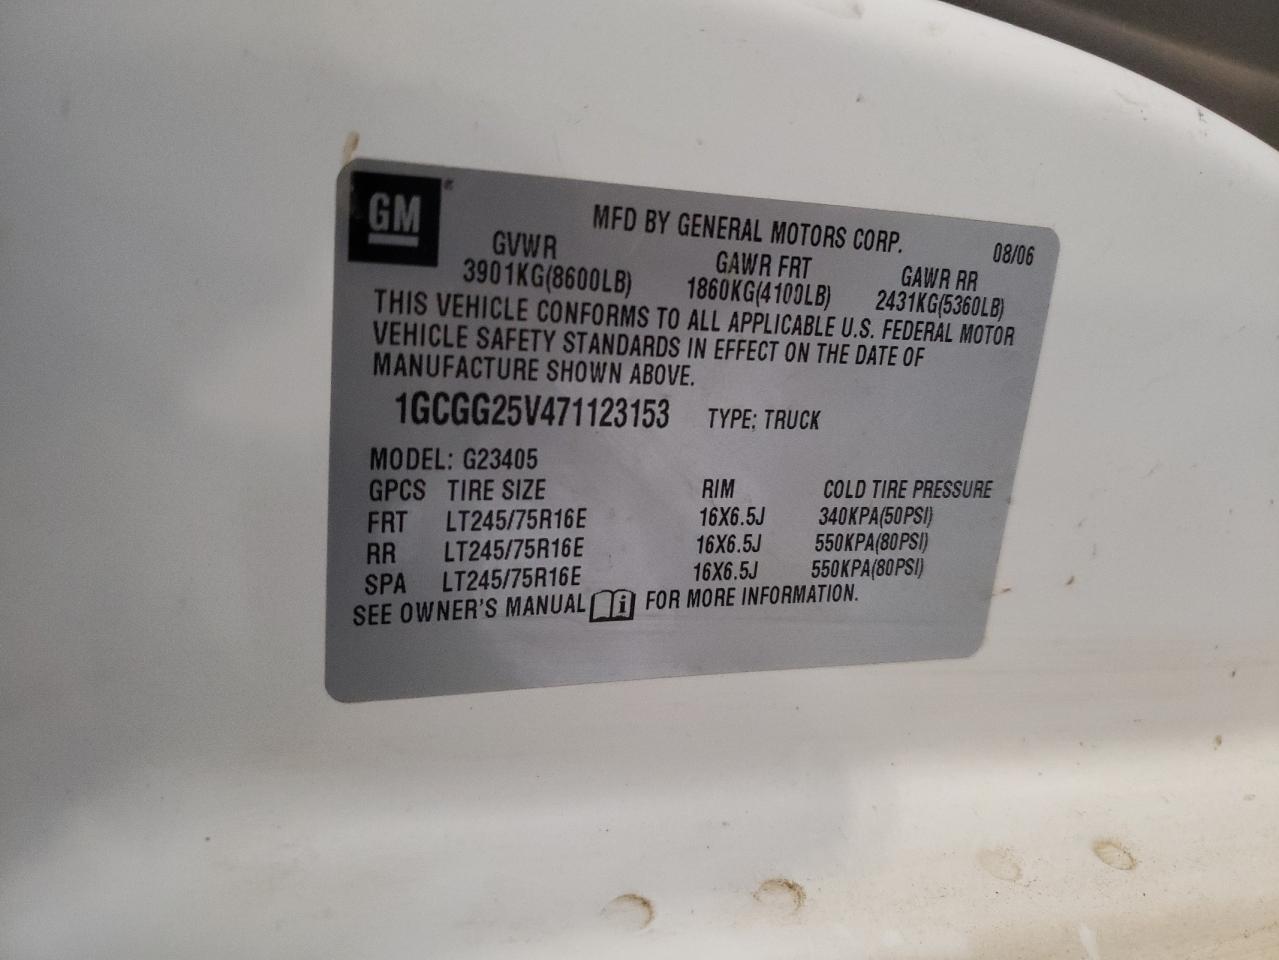 GM
MFD BY GENERAL MOTORS CORP. 08/06
GVWR GAWR FRT GAWR RR
3901KG(8600LB) 1860KG(4100LB) 2431KG(5360LB)
THIS VEHICLE CONFORMS TO ALL APPLICABLE U.S. FEDERAL MOTOR
VEHICLE SAFETY STANDARDS IN EFFECT ON THE DATE OF
MANUFACTURE SHOWN ABOVE.
1GCGG25V471123153 TYPE: TRUCK
MODEL: G23405
GPCS TIRE SIZE RIM COLD TIRE PRESSURE
FRT LT245/75R16E 16X6.5J 340KPA(50PSI)
RR LT245/75R16E 16X6.5J 550KPA(80PSI)
SPA LT245/75R16E 16X6.5J 550KPA(80PSI)
SEE OWNER'S MANUAL i FOR MORE INFORMATION.